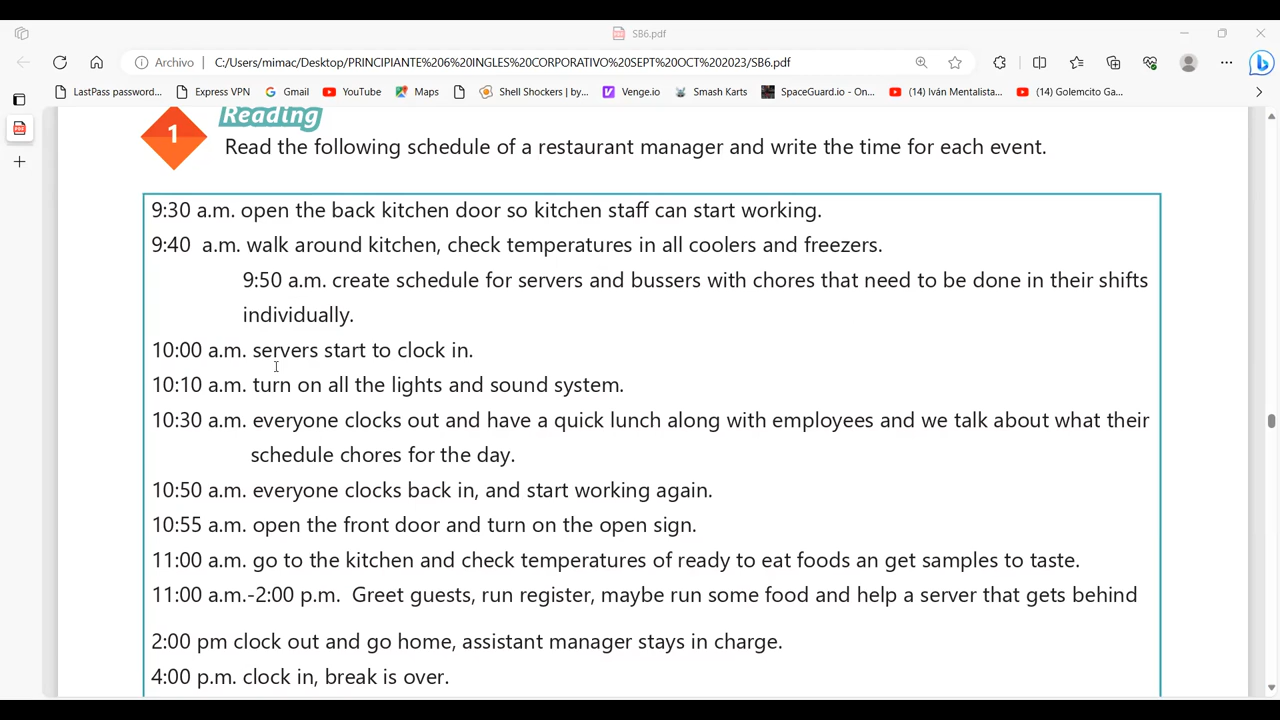 SB6.pdf
Archivo C:/Users/mimac/Desktop/PRINCIPIANTE%206%20INGLES%20CORPORATIVO%20SEPT%20OCT%202023/SB6.pdf
LastPass password... Express VPN Gmail YouTube Maps Shell Shockers | by... Venge.io Smash Karts SpaceGuard.io - On... (14) Iván Mentalista... (14) Golemcito Ga...
Reading
1
Read the following schedule of a restaurant manager and write the time for each event.
9:30 a.m. open the back kitchen door so kitchen staff can start working.
9:40 a.m. walk around kitchen, check temperatures in all coolers and freezers.
9:50 a.m. create schedule for servers and bussers with chores that need to be done in their shifts
individually.
10:00 a.m. servers start to clock in.
10:10 a.m. turn on all the lights and sound system.
10:30 a.m. everyone clocks out and have a quick lunch along with employees and we talk about what their
schedule chores for the day.
10:50 a.m. everyone clocks back in, and start working again.
10:55 a.m. open the front door and turn on the open sign.
11:00 a.m. go to the kitchen and check temperatures of ready to eat foods an get samples to taste.
11:00 a.m.-2:00 p.m. Greet guests, run register, maybe run some food and help a server that gets behind
2:00 pm clock out and go home, assistant manager stays in charge.
4:00 p.m. clock in, break is over.